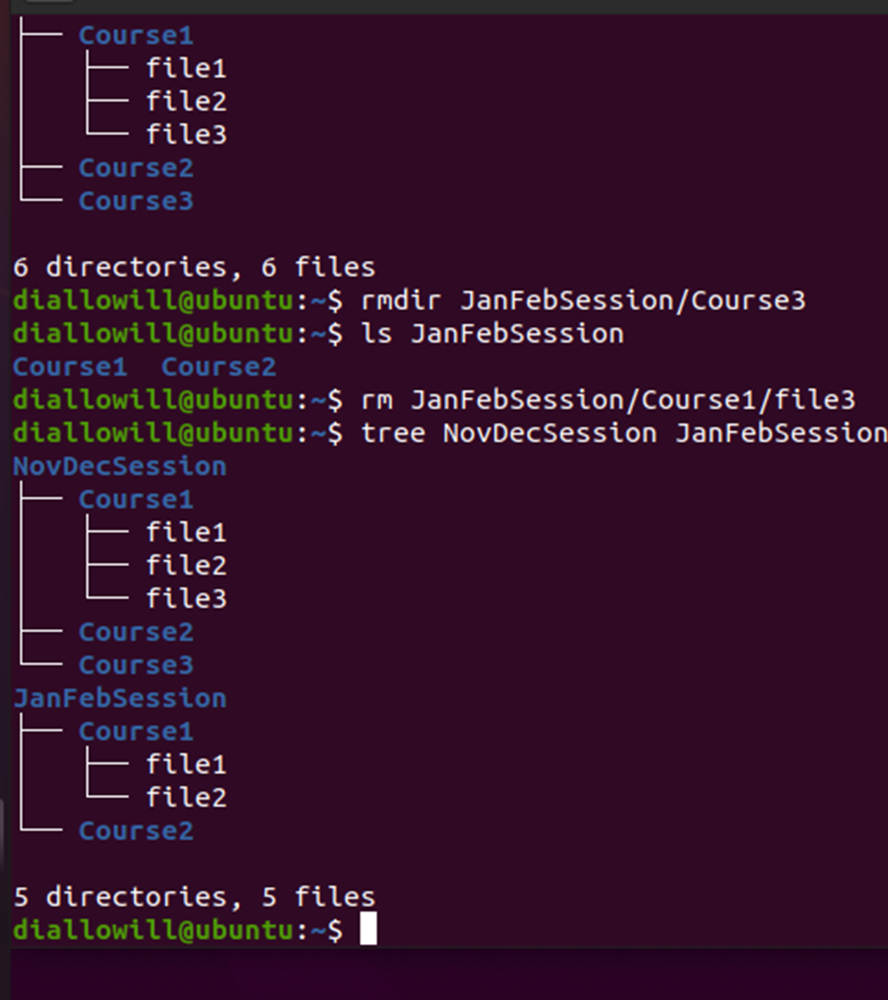 ├── Course1
│   ├── file1
│   ├── file2
│   └── file3
├── Course2
└── Course3
6 directories, 6 files
diallowill@ubuntu:~$ rmdir JanFebSession/Course3
diallowill@ubuntu:~$ ls JanFebSession
Course1  Course2
diallowill@ubuntu:~$ rm JanFebSession/Course1/file3
diallowill@ubuntu:~$ tree NovDecSession JanFebSession
NovDecSession
├── Course1
│   ├── file1
│   ├── file2
│   └── file3
├── Course2
└── Course3
JanFebSession
├── Course1
│   ├── file1
│   └── file2
└── Course2
5 directories, 5 files
diallowill@ubuntu:~$